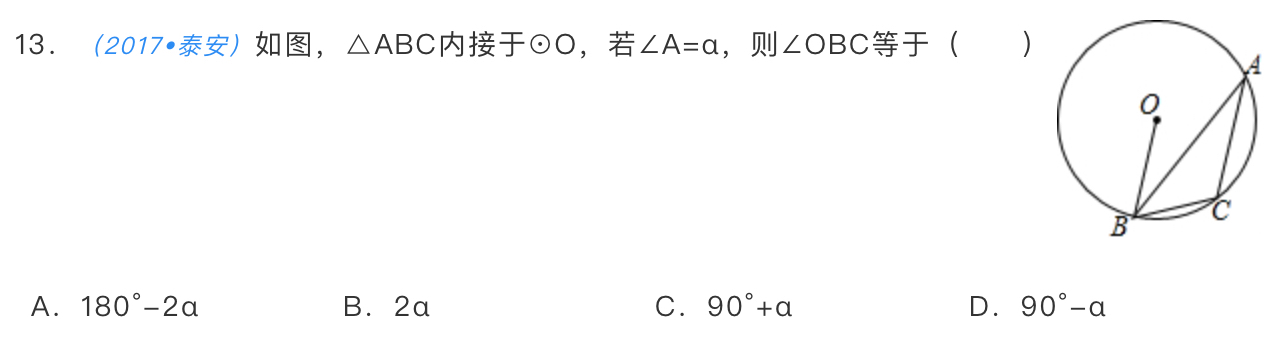 13. （2017•泰安）如图，△ABC内接于⊙O，若∠A=α，则∠OBC等于（　　）
A
O
C
B
A. 180°−2α B. 2α C. 90°+α D. 90°−α